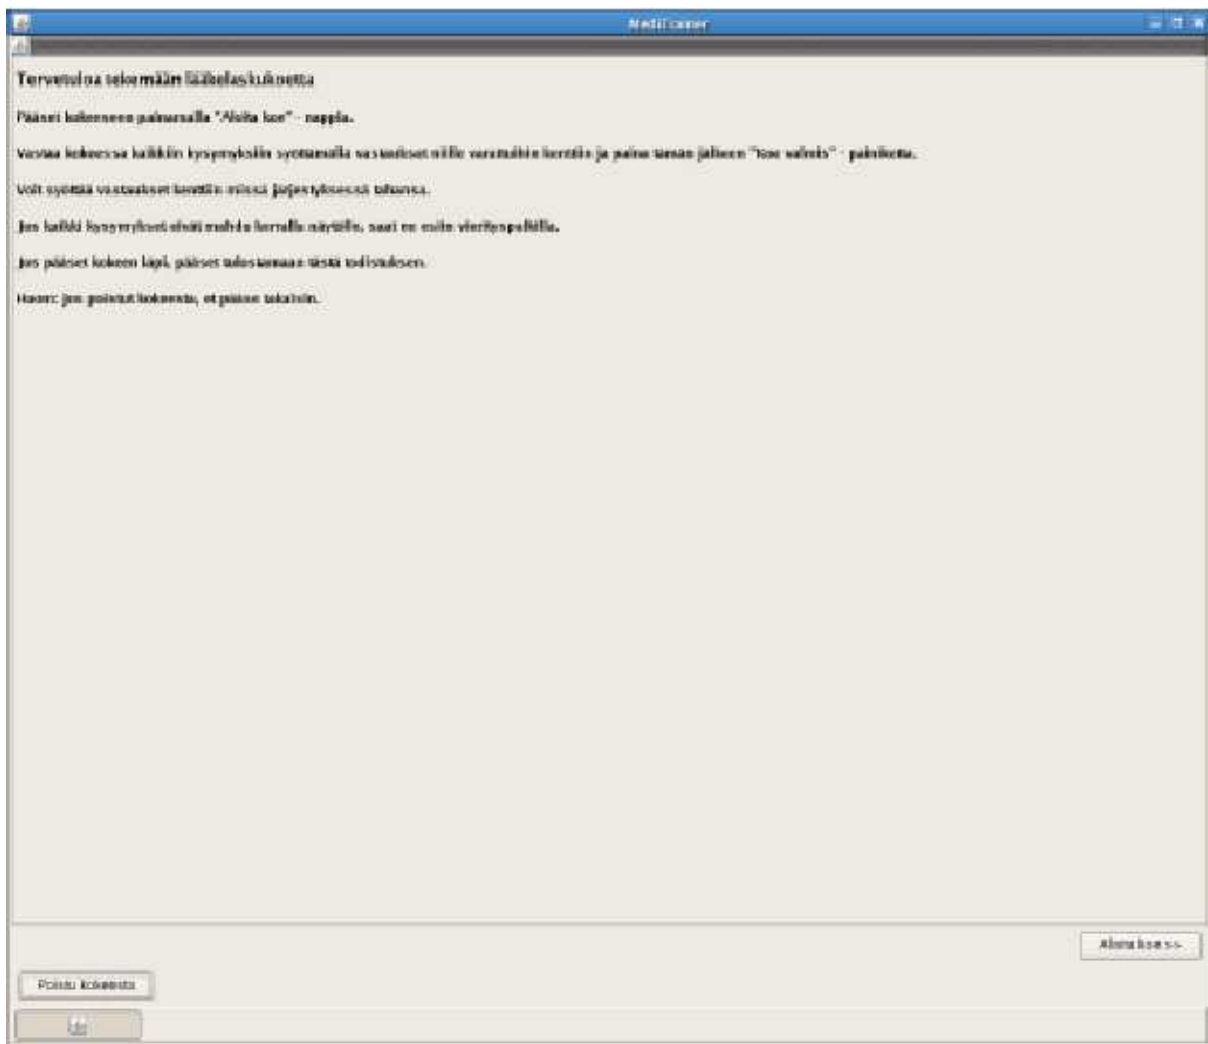 MediTrainer
Tervetuloa tekemään lääkelaskukoetta
Pääset kokeeseen painamalla "Aloita koe" - nappia.
Vastaa kokeessa kaikkiin kysymyksiin syöttämällä vastaukset niille varattuihin kenttiin ja paina tämän jälkeen "Koe valmis" - painiketta.
Voit syöttää vastaukset kenttiin missä järjestyksessä tahansa.
Jos kaikki kysymykset eivät mahdu kerralla näytölle, saat ne esiin vierityspalkilla.
Jos pääset kokeen läpi, pääset tulostamaan tästä todistuksen.
Huom: jos poistut kokeesta, et pääse takaisin.
Aloita koe >>
Poistu kokeesta